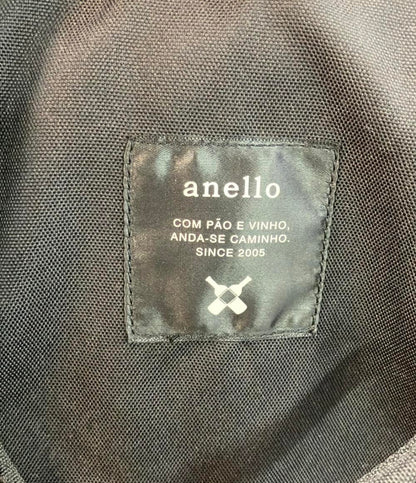 anello
COM PÃO E VINHO,
ANDA-SE CAMINHO.
SINCE 2005